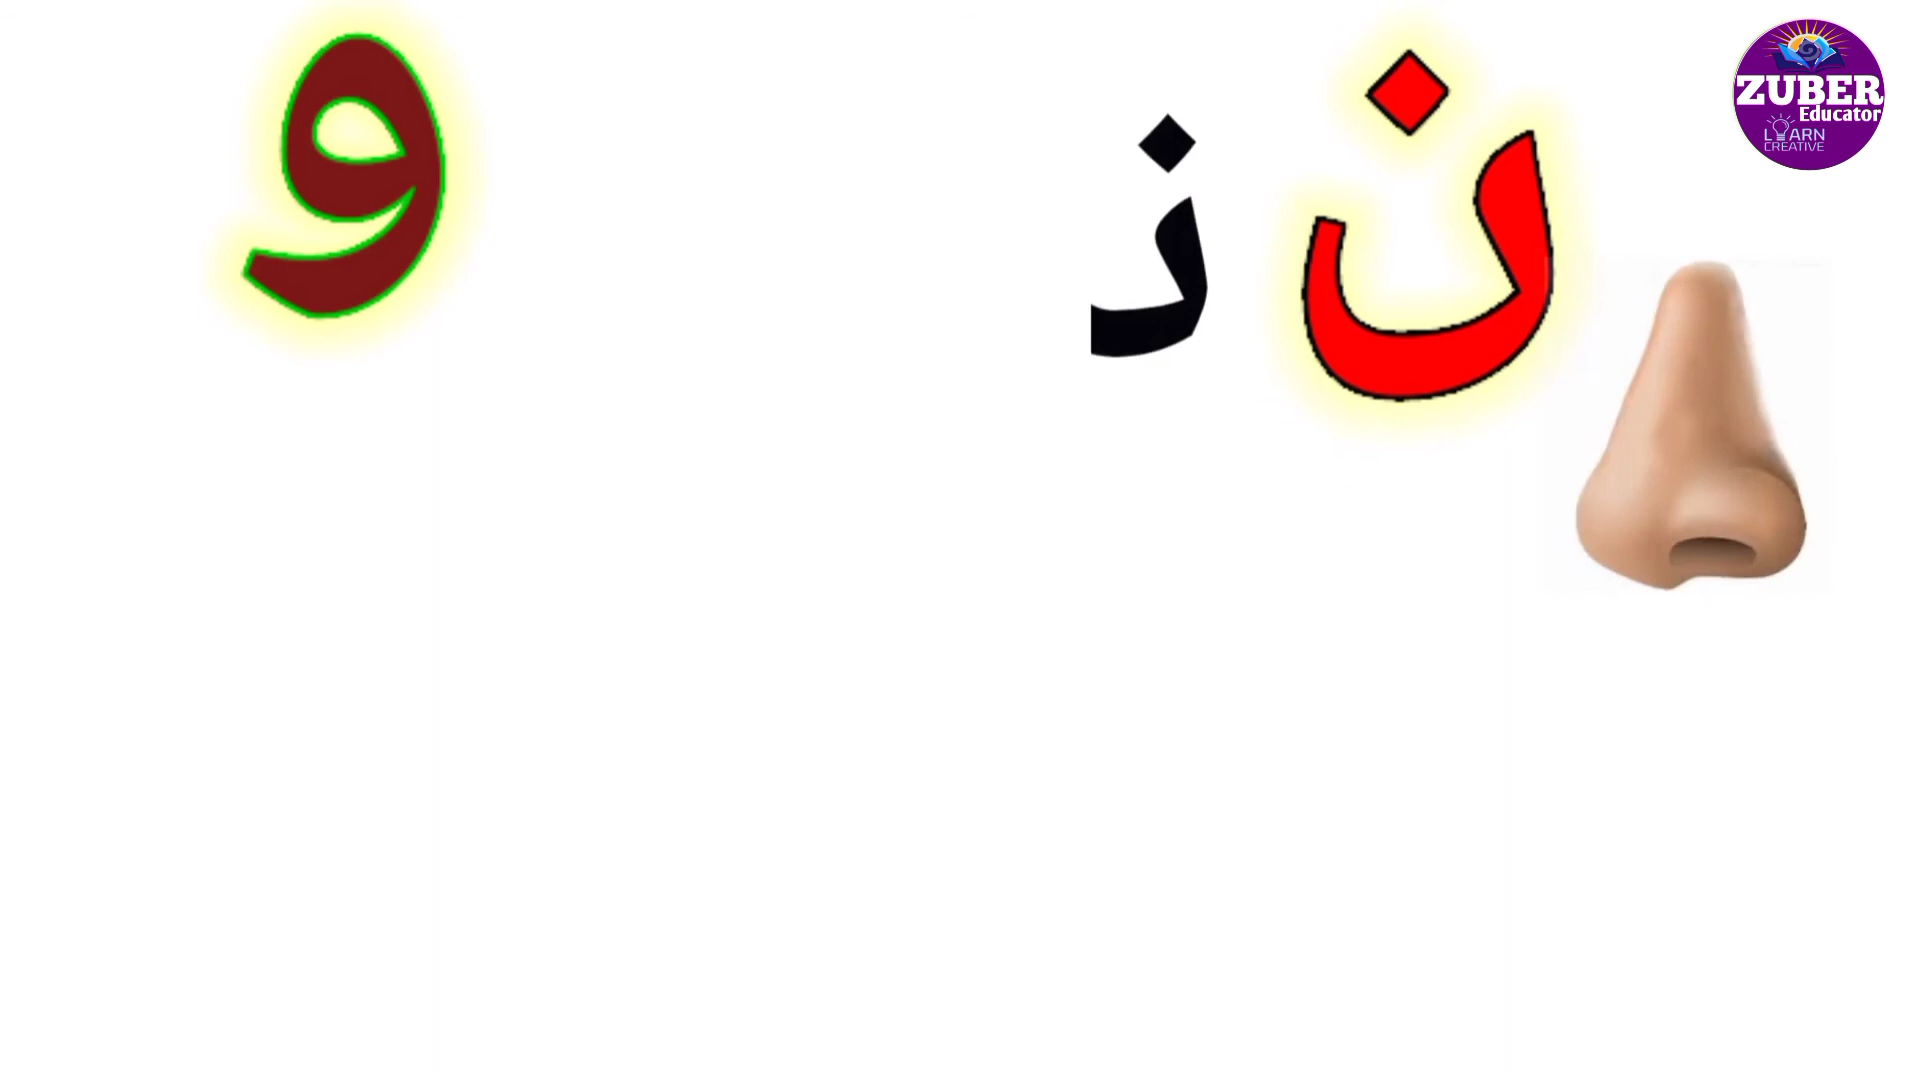 ن ﻧ و
ZUBER
Educator
LEARN
CREATIVE